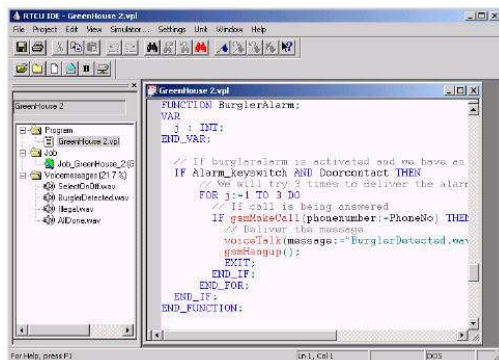 RTCU IDE - GreenHouse 2.vpl
File Project Edit View Simulator... Settings Unit Window Help
GreenHouse 2
Program
GreenHouse 2.vpl
Job
Job_GreenHouse_2 (5
Voicemessages (21.7 %)
SelectOnOff.wav
BurglerDetected.wav
Illegal.wav
AllDone.wav
GreenHouse 2.vpl
FUNCTION BurglerAlarm;
VAR
j : INT;
END_VAR;
// If burgleralarm is activated and we have an
IF Alarm_keyswitch AND Doorcontact THEN
// We will try 3 times to deliver the alarm
FOR j:=1 TO 3 DO
// If call is being answered
IF gsmMakeCall(phonenumber:=PhoneNo) THEN
// Deliver the message
voiceTalk(message:="BurglerDetected.wav
gsmHangup();
EXIT;
END_IF;
END_FOR;
END_IF;
END_FUNCTION;
For Help, press F1
Ln 1, Col 1
DOS